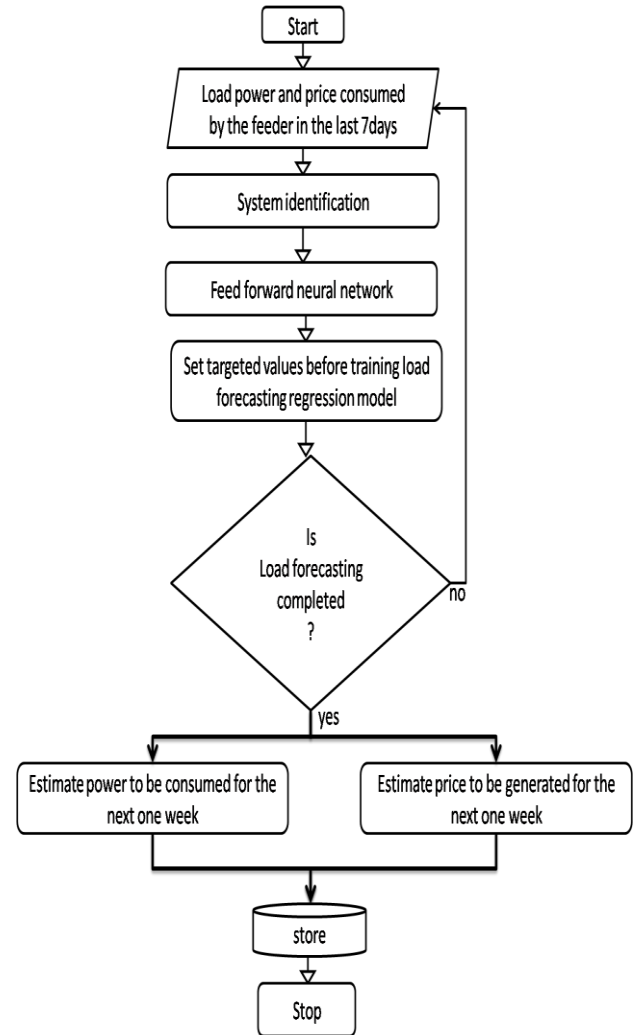 Start
Load power and price consumed
by the feeder in the last 7days
System identification
Feed forward neural network
Set targeted values before training load
forecasting regression model
Is
Load forecasting
completed
?
no
yes
Estimate power to be consumed for the
next one week
Estimate price to be generated for the
next one week
store
Stop